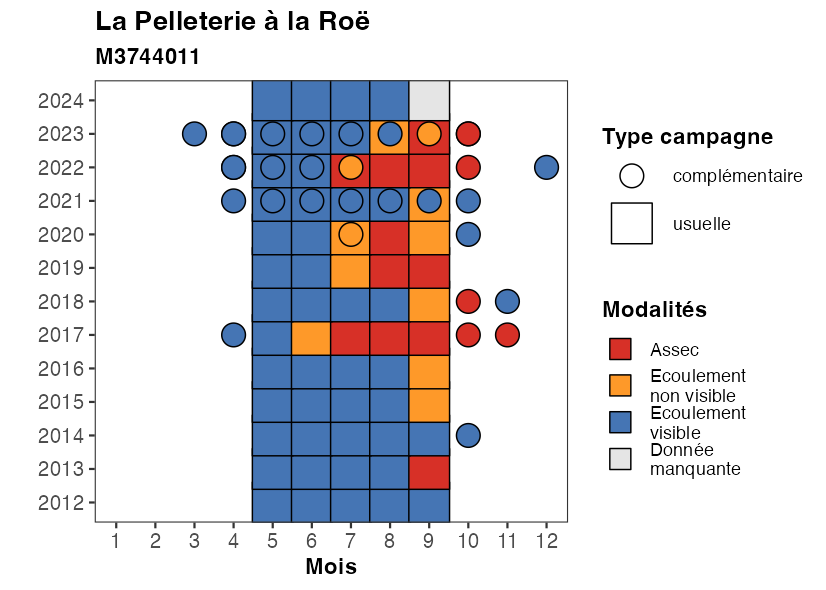 La Pelleterie à la Roë
M3744011
2024
2023
2022
2021
2020
2019
2018
2017
2016
2015
2014
2013
2012
1 2 3 4 5 6 7 8 9 10 11 12
Mois
Type campagne
complémentaire
usuelle
Modalités
Assec
Ecoulement
non visible
Ecoulement
visible
Donnée
manquante